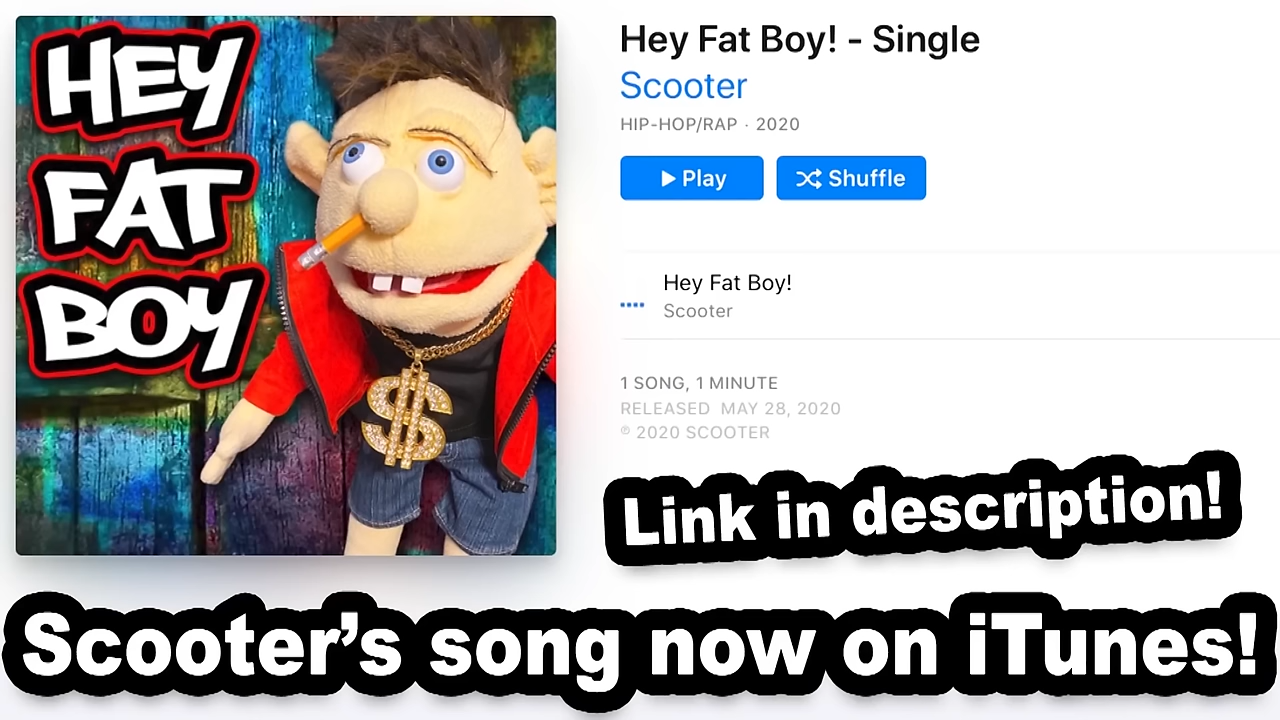 HEY
FAT
BOY
Hey Fat Boy! - Single
Scooter
HIP-HOP/RAP · 2020
Play
Shuffle
Hey Fat Boy!
Scooter
1 SONG, 1 MINUTE
RELEASED MAY 28, 2020
℗ 2020 SCOOTER
Link in description!
Scooter’s song now on iTunes!